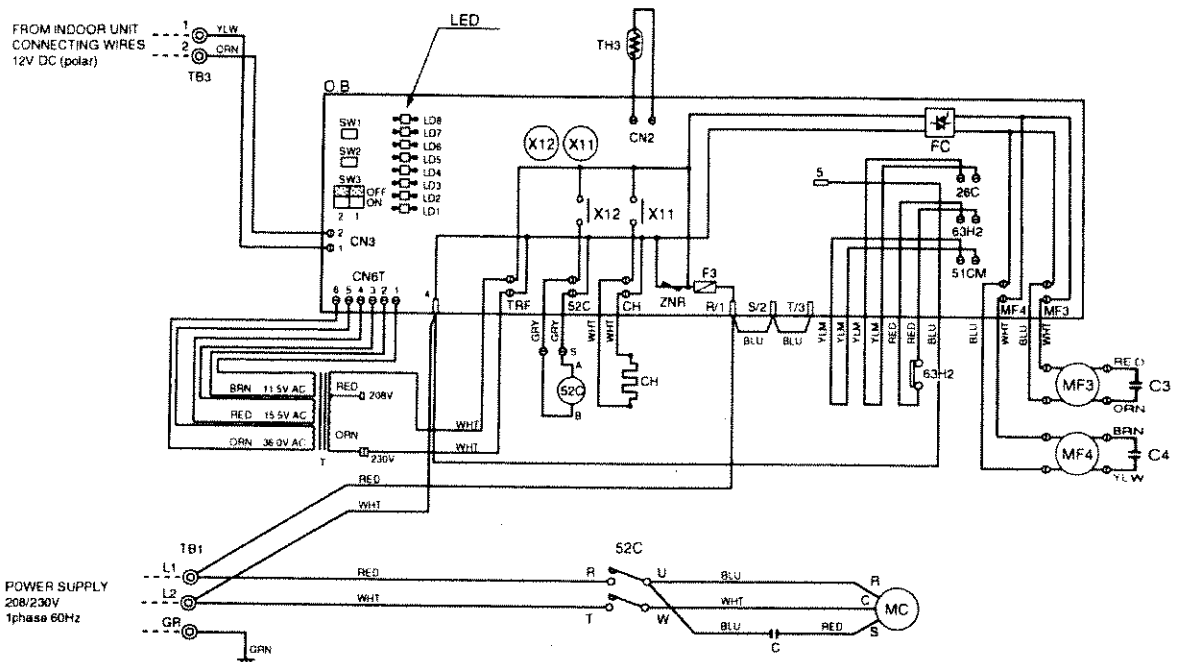 FROM INDOOR UNIT
CONNECTING WIRES
12V DC (polar)
1
YLW
2
ORN
TB3
LED
TH3
O.B
SW1
SW2
SW3
OFF
ON
2 1
LD8
LD7
LD6
LD5
LD4
LD3
LD2
LD1
X12
X11
CN2
FC
5
26C
63H2
51CM
X12
X11
2
1
CN3
CN6T
6 5 4 3 2 1
4
TRF
52C
CH
ZNR
F3
R/1
S/2
T/3
MF4
MF3
GRY
GRY
WHT
WHT
BLU
BLU
YLM
YLM
YLM
YLM
RED
RED
BLU
BLU
WHT
BLU
WHT
S
A
52C
B
CH
63H2
RED
MF3
C3
ORN
BRN
MF4
C4
YLW
BRN 11.5V AC
RED 15.5V AC
ORN 36.0V AC
RED
208V
ORN
230V
T
WHT
WHT
RED
WHT
TB1
L1
L2
GR
GRN
POWER SUPPLY
208/230V
1phase 60Hz
RED
WHT
52C
R
U
T
W
BLU
WHT
BLU
C
RED
R
C
S
MC